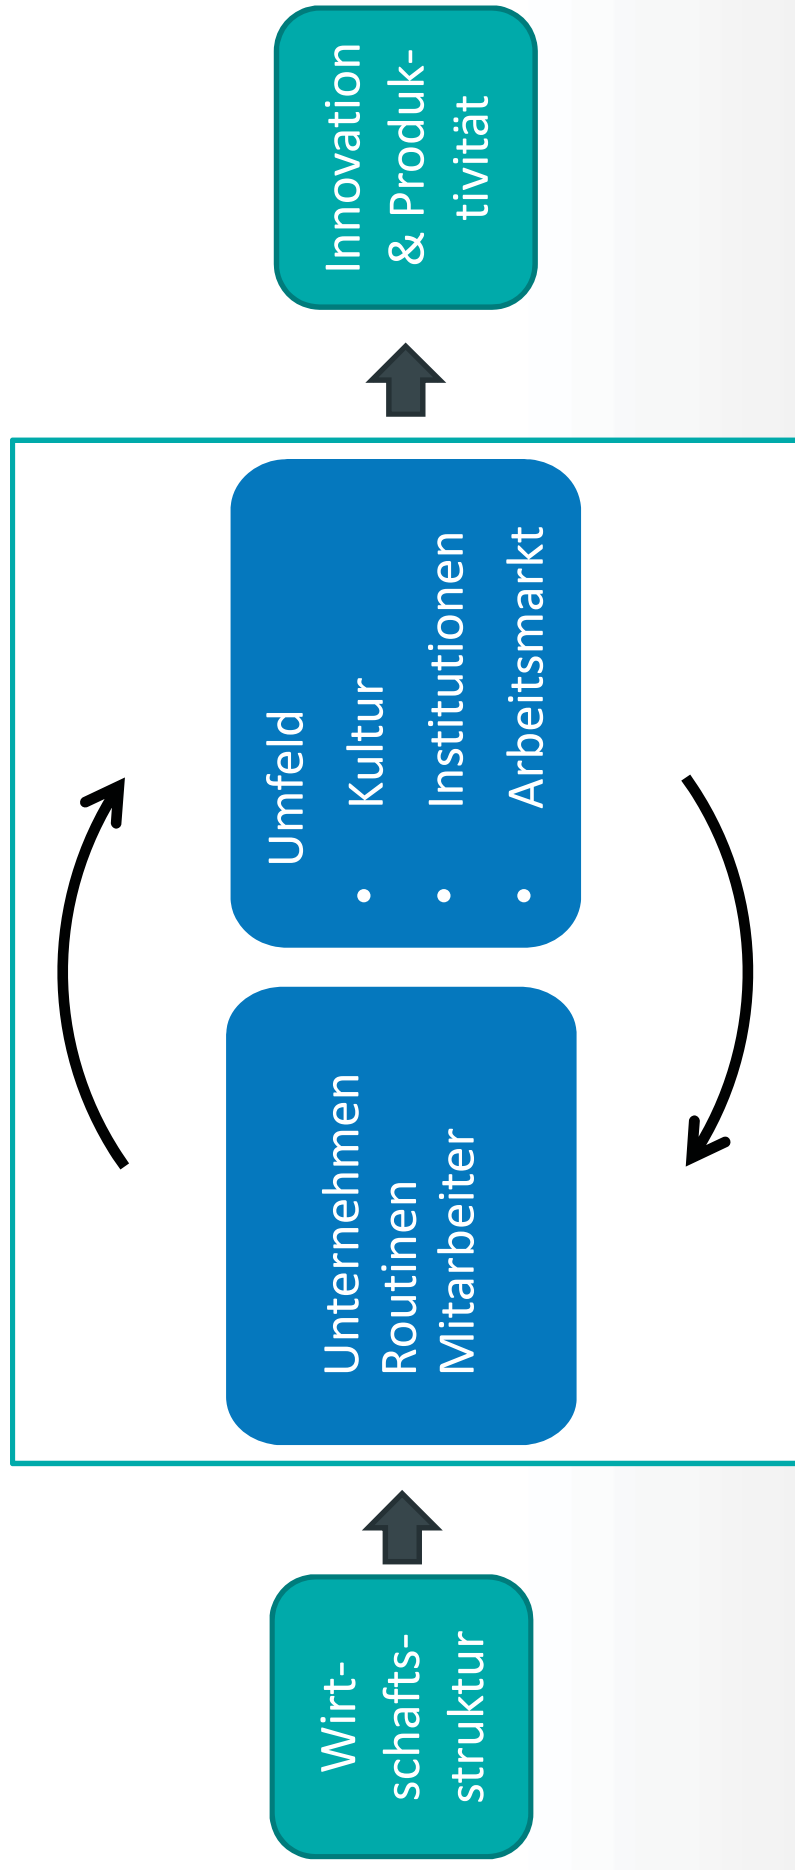 Wirt-
schafts-
struktur
Unternehmen
Routinen
Mitarbeiter
Umfeld
• Kultur
• Institutionen
• Arbeitsmarkt
Innovation
& Produk-
tivität